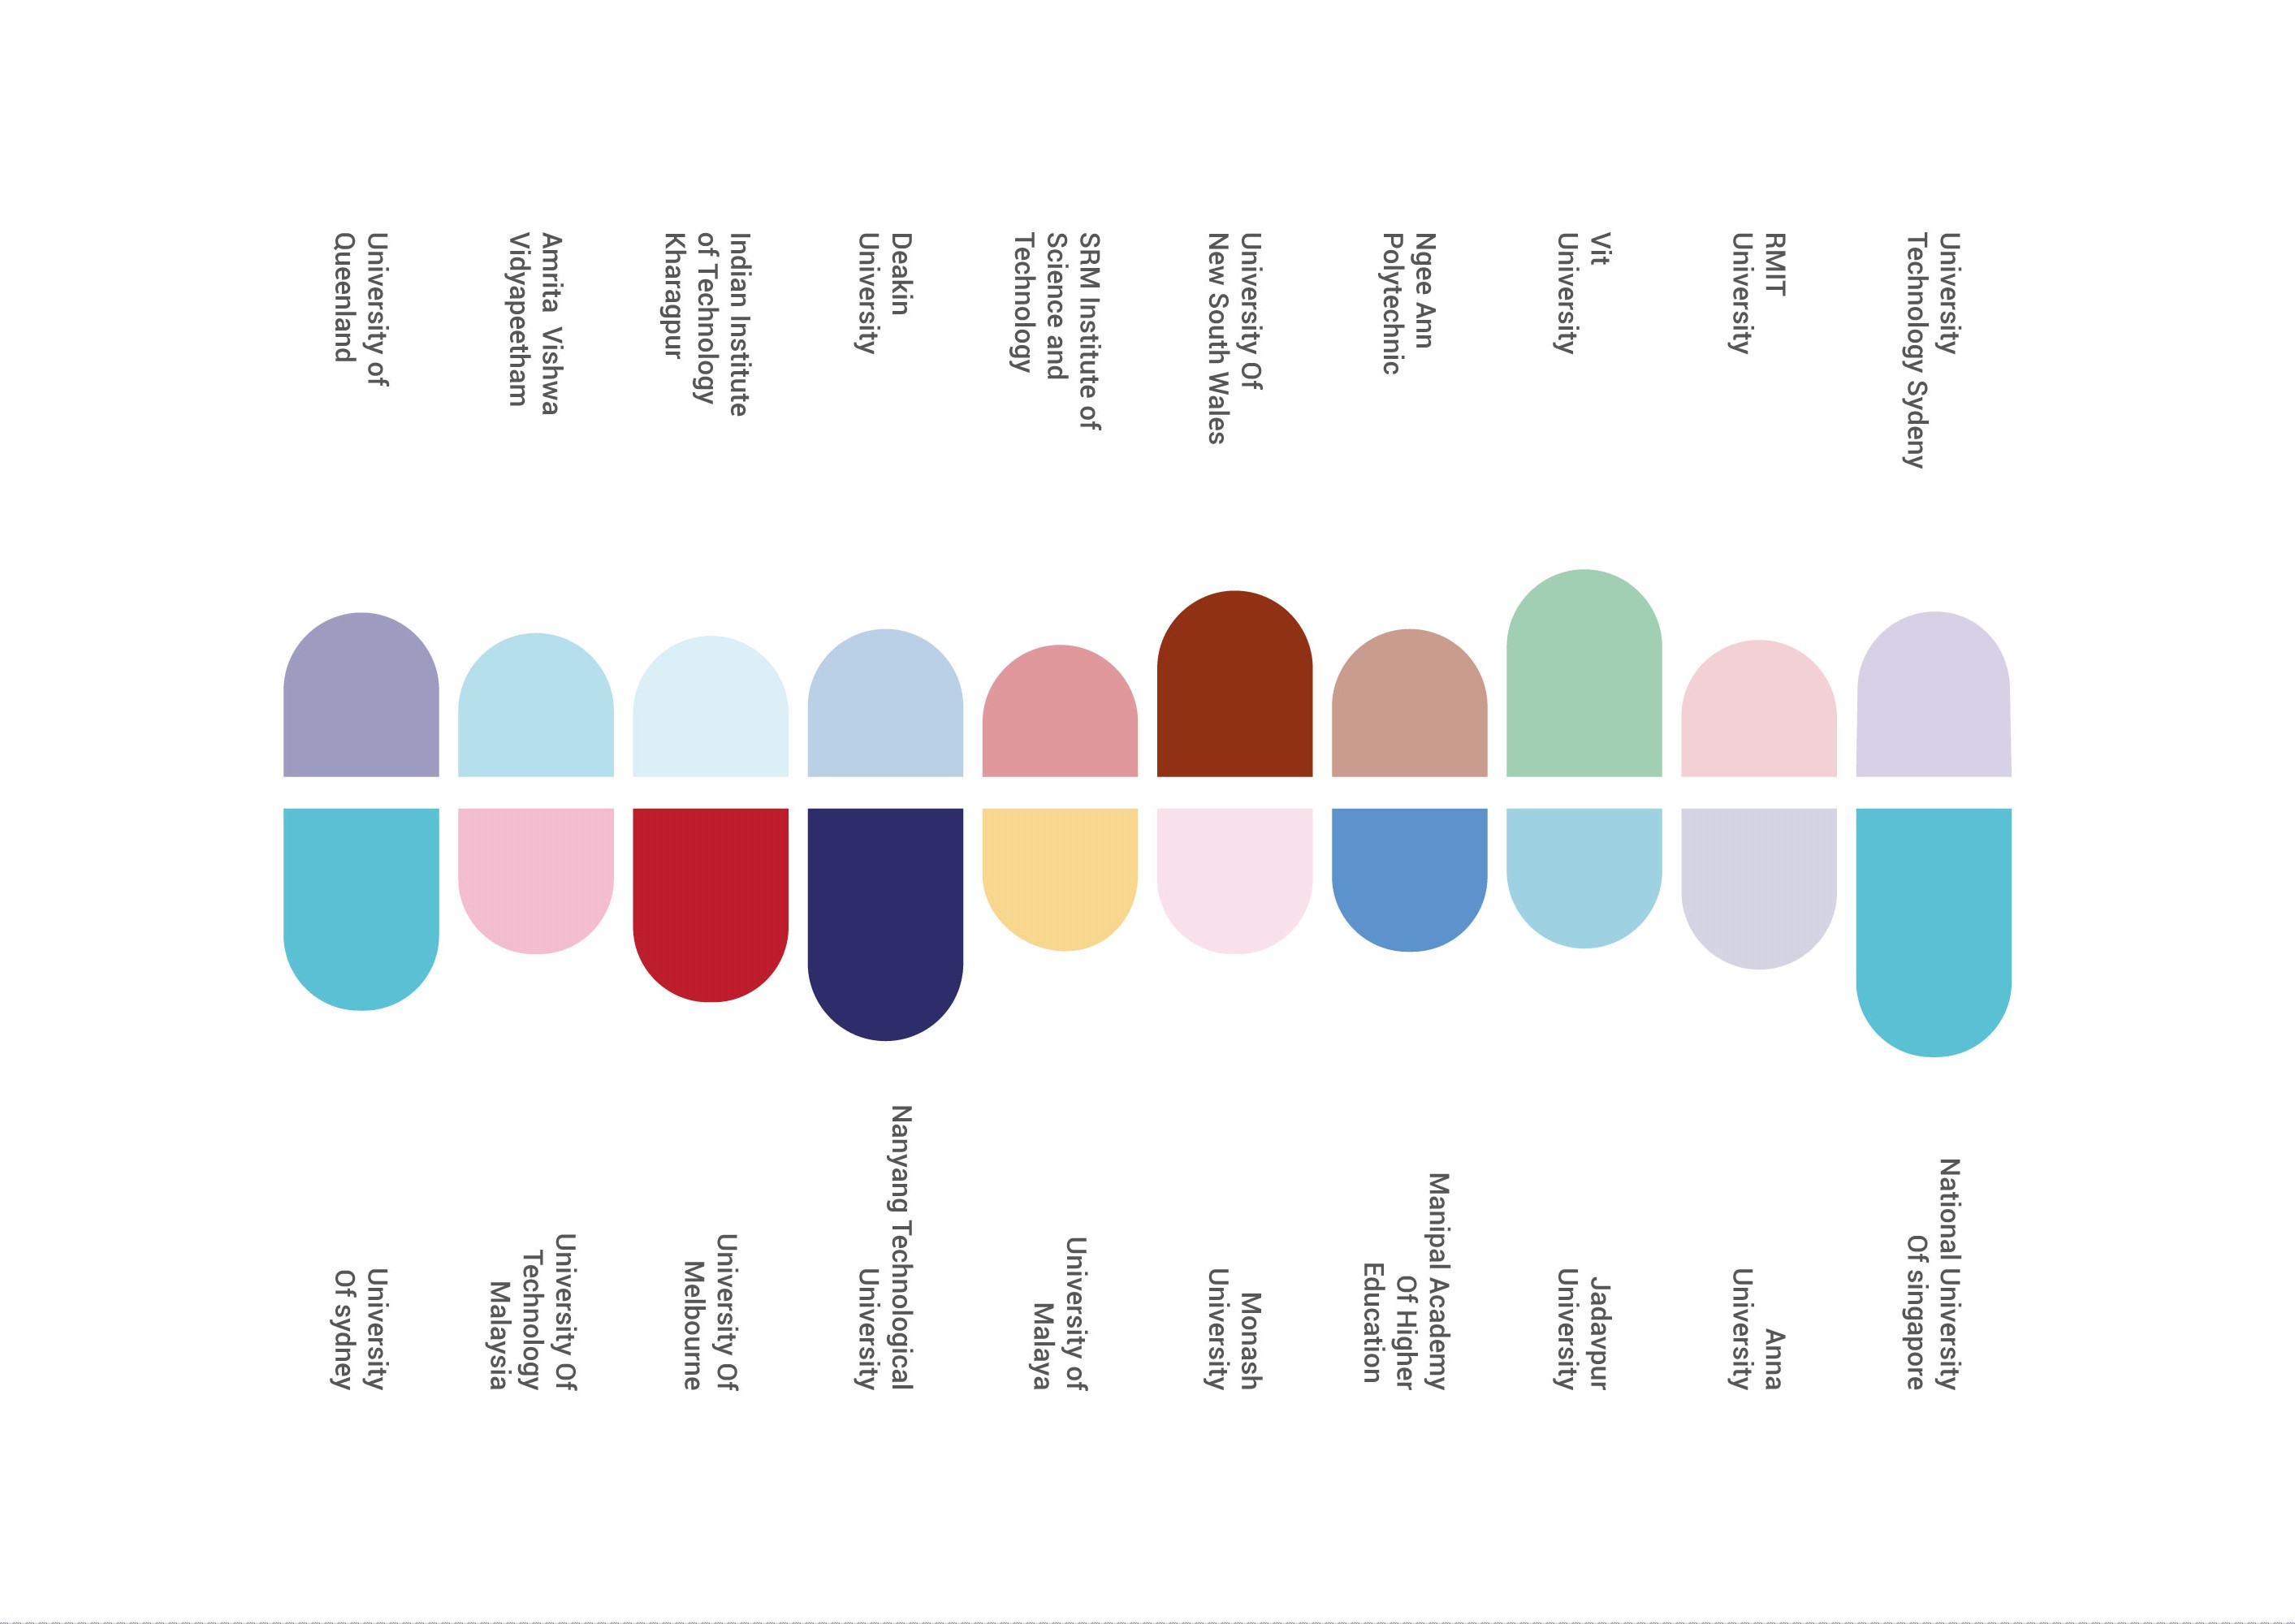 University of
Queenland
Amrita Vishwa
Vidyapeetham
Indian Institute
of Technology
Kharagpur
Deakin
University
SRM Institute of
Science and
Technology
University Of
New South Wales
Ngee Ann
Polytechnic
Vit
University
RMIT
University
University
Technology Sydeny
University
Of sydney
University Of
Technology
Malaysia
University Of
Melbourne
Nanyang Technological
University
University of
Malaya
Monash
University
Manipal Academy
Of Higher
Education
Jadavpur
University
Anna
University
National University
Of singapore